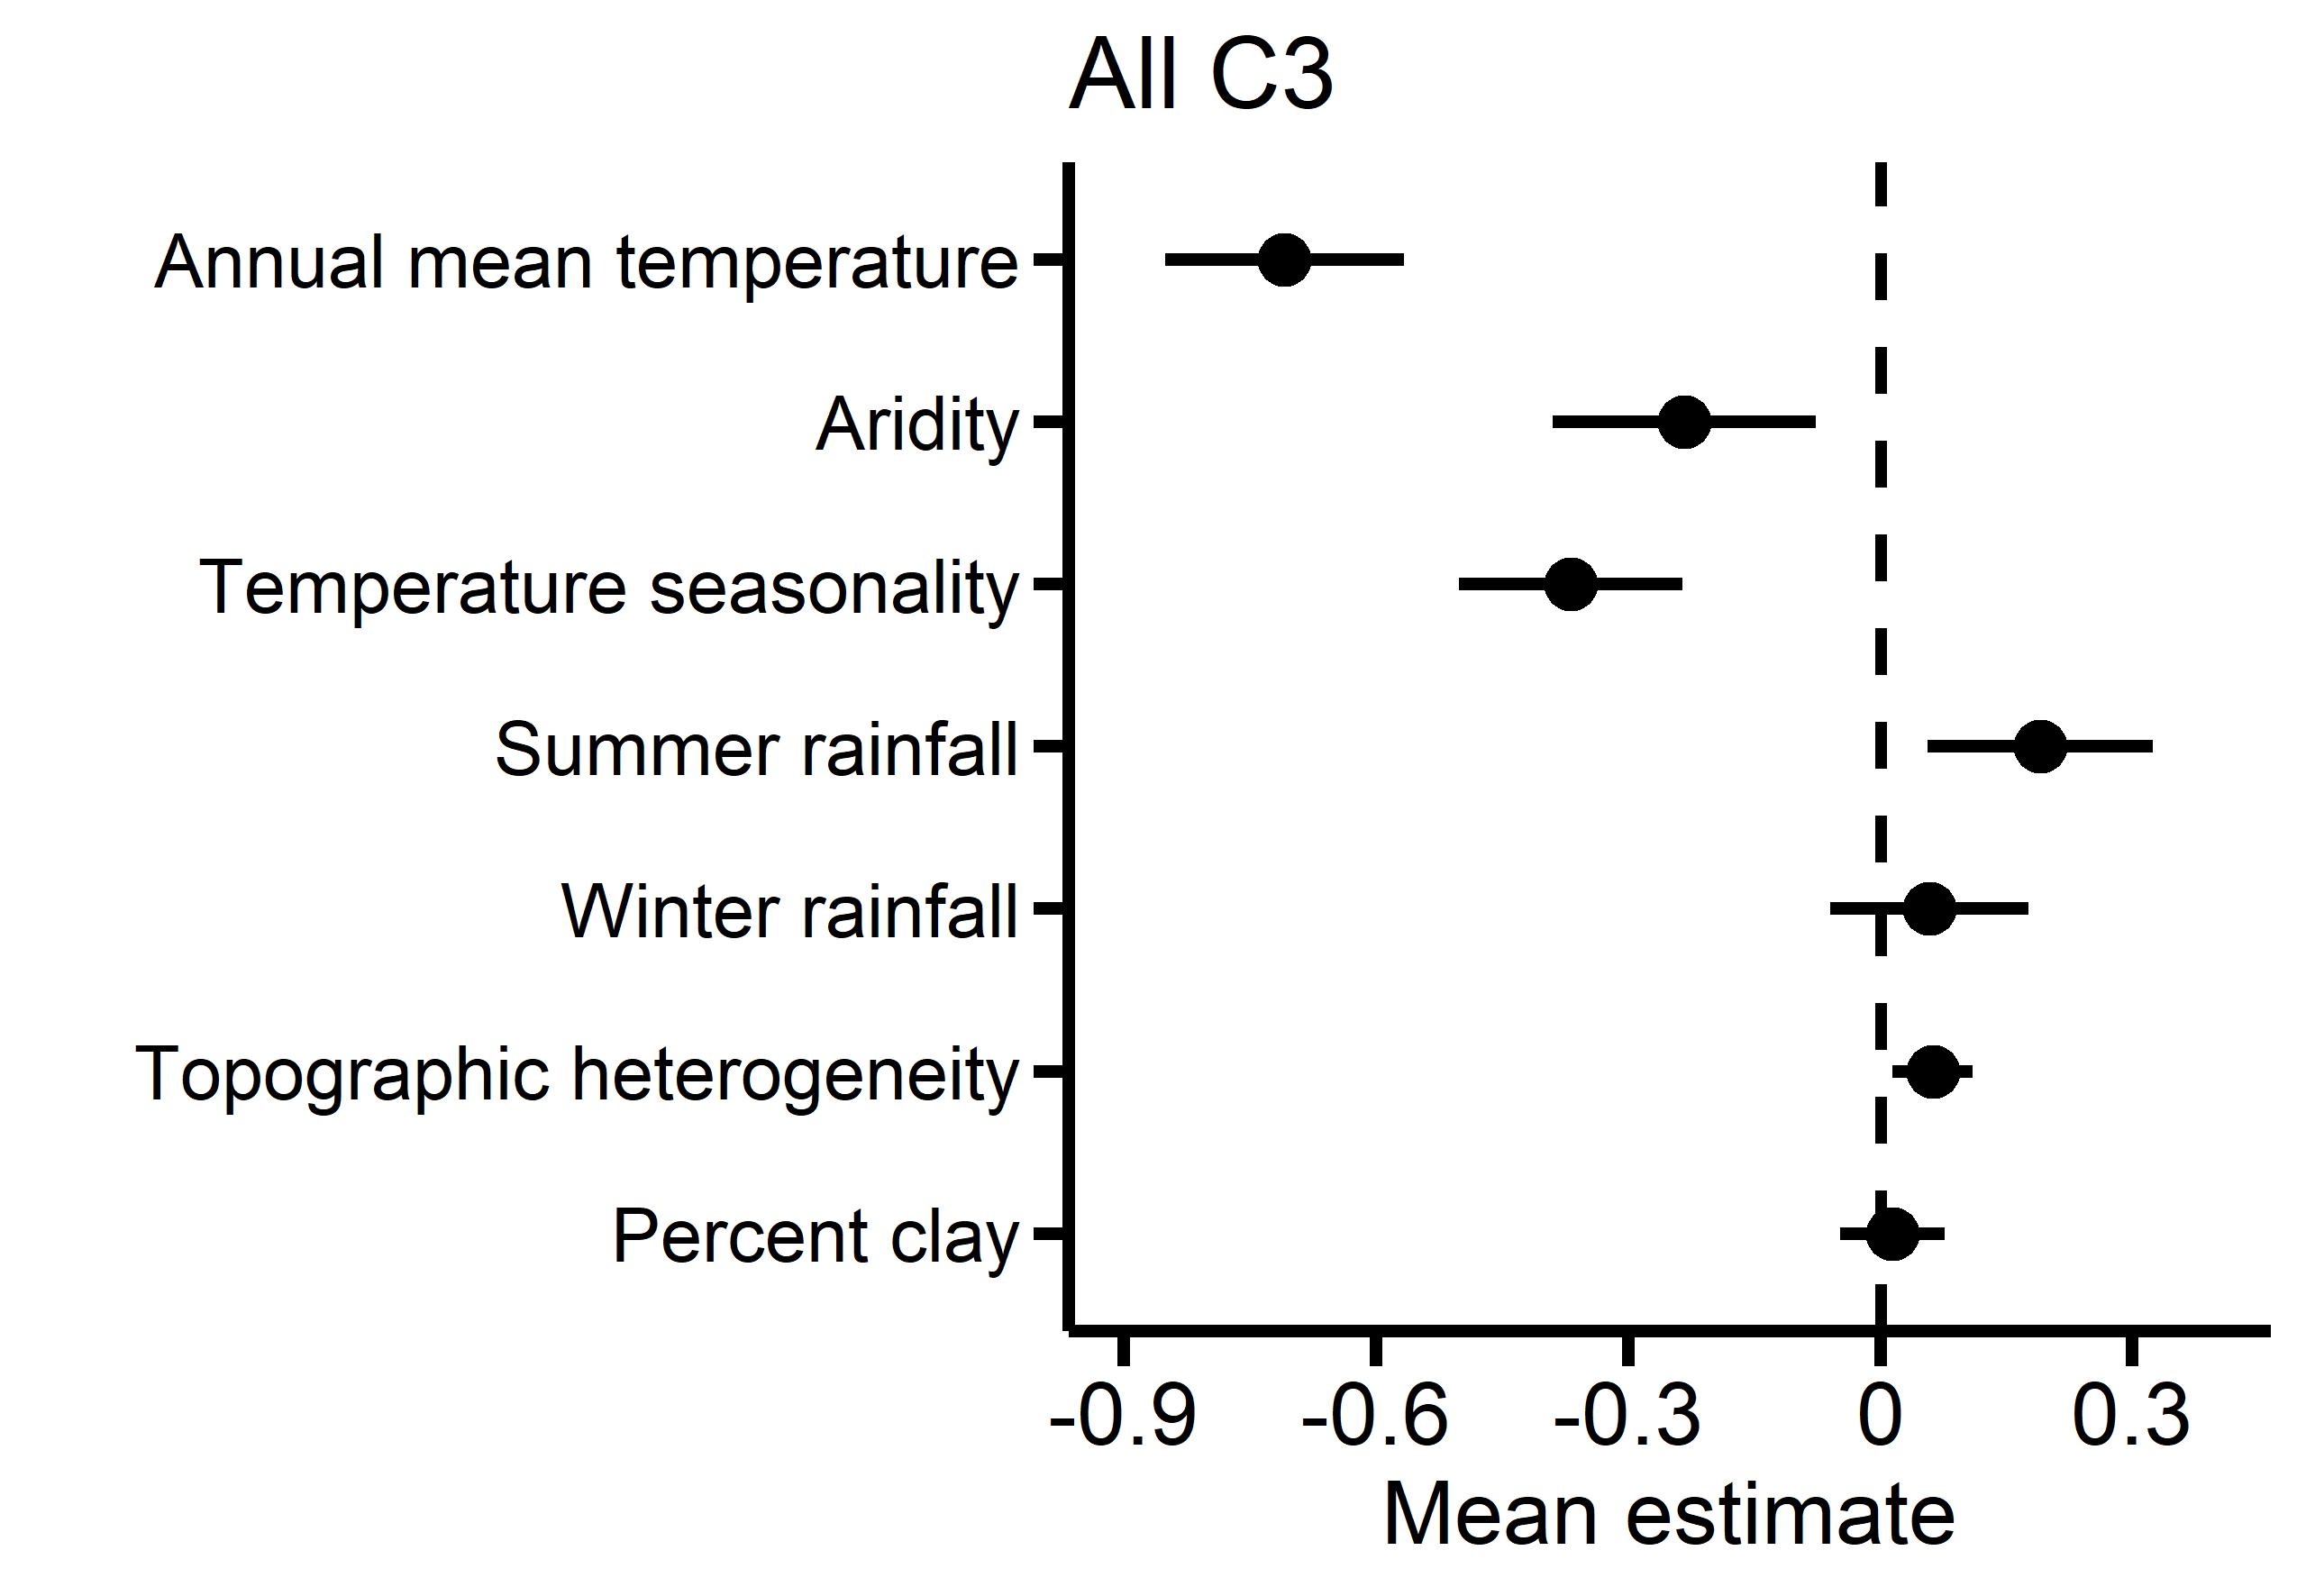 All C3
Annual mean temperature
Aridity
Temperature seasonality
Summer rainfall
Winter rainfall
Topographic heterogeneity
Percent clay
-0.9 -0.6 -0.3 0 0.3
Mean estimate